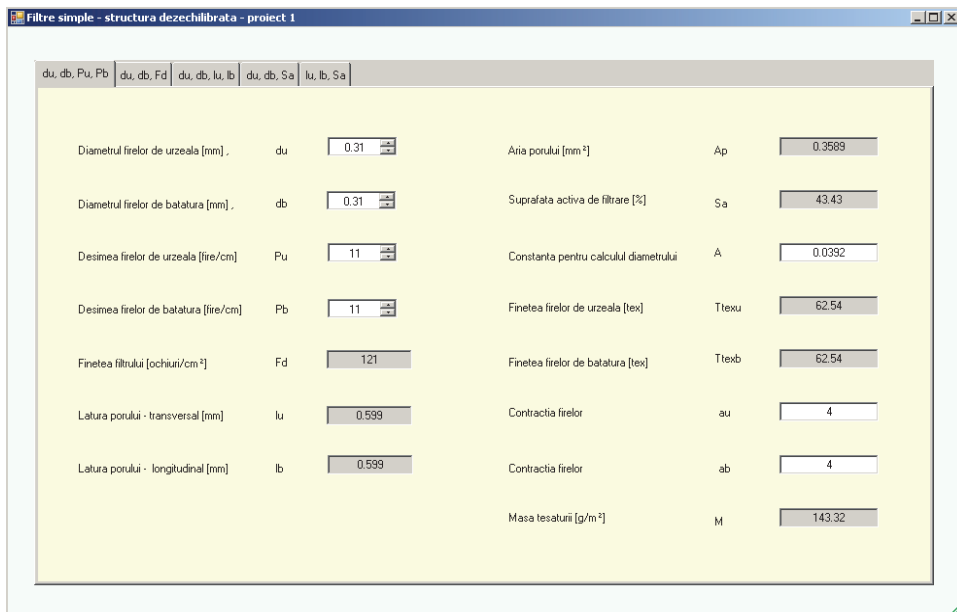 Filtre simple - structura dezechilibrata - proiect 1
du, db, Pu, Pb du, db, Fd du, db, lu, lb du, db, Sa lu, lb, Sa
Diametrul firelor de urzeala [mm] , du 0.31
Diametrul firelor de batatura [mm] , db 0.31
Desimea firelor de urzeala [fire/cm] Pu 11
Desimea firelor de batatura [fire/cm] Pb 11
Finetea filtrului [ochiuri/cm²] Fd 121
Latura porului - transversal [mm] lu 0.599
Latura porului - longitudinal [mm] lb 0.599
Aria porului [mm²] Ap 0.3589
Suprafata activa de filtrare [%] Sa 43.43
Constanta pentru calculul diametrului A 0.0392
Finetea firelor de urzeala [tex] Ttexu 62.54
Finetea firelor de batatura [tex] Ttexb 62.54
Contractia firelor au 4
Contractia firelor ab 4
Masa tesaturii [g/m²] M 143.32